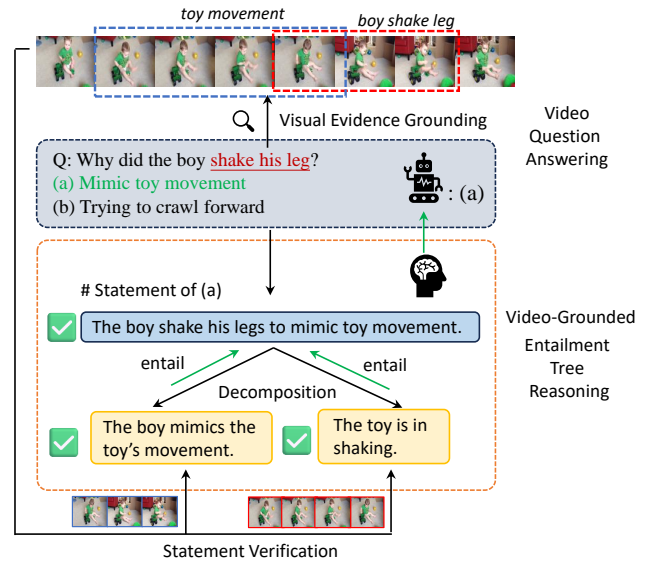 toy movement
boy shake leg
Visual Evidence Grounding
Video
Question
Answering
Q: Why did the boy shake his leg?
(a) Mimic toy movement
(b) Trying to crawl forward
: (a)
# Statement of (a)
The boy shake his legs to mimic toy movement.
Video-Grounded
Entailment
Tree
Reasoning
entail
entail
Decomposition
The boy mimics the
toy’s movement.
The toy is in
shaking.
Statement Verification